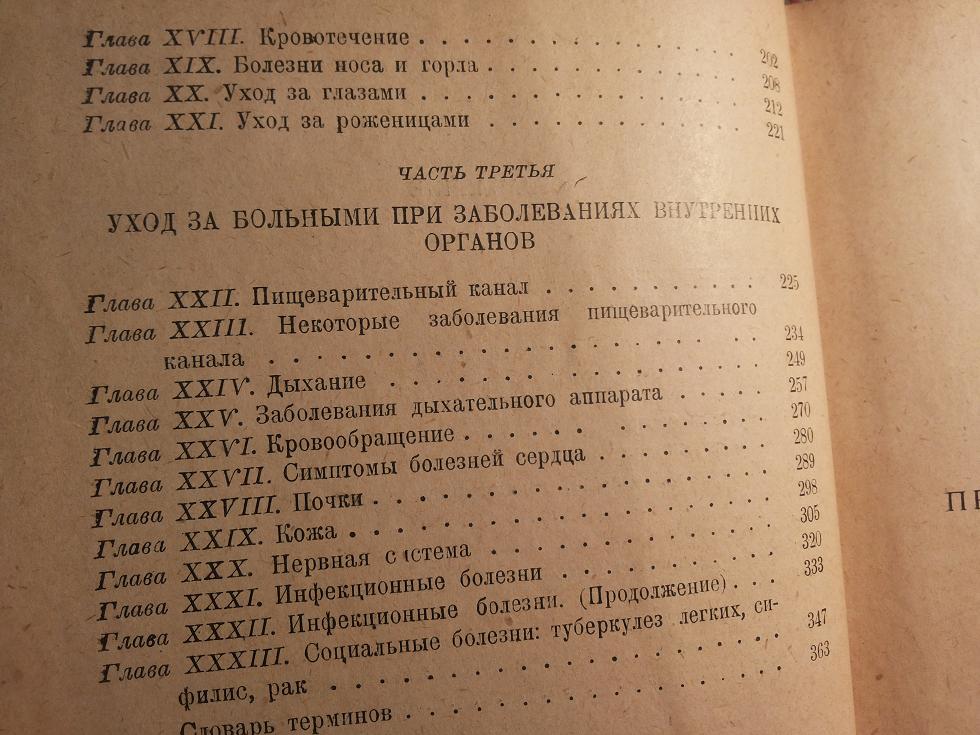 Глава XVIII. Кровотечение . . . . . . . . . . . . 202
Глава XIX. Болезни носа и горла . . . . . . . . . . 208
Глава XX. Уход за глазами . . . . . . . . . . . . 212
Глава XXI. Уход за роженицами . . . . . . . . . . 221
ЧАСТЬ ТРЕТЬЯ
УХОД ЗА БОЛЬНЫМИ ПРИ ЗАБОЛЕВАНИЯХ ВНУТРЕННИХ
ОРГАНОВ
Глава XXII. Пищеварительный канал . . . . . . . . . . 225
Глава XXIII. Некоторые заболевания пищеварительного
канала . . . . . . . . . . . . . . . . . . 234
Глава XXIV. Дыхание . . . . . . . . . . . . . . 249
Глава XXV. Заболевания дыхательного аппарата . . . . . 257
Глава XXVI. Кровообращение . . . . . . . . . . . . 270
Глава XXVII. Симптомы болезней сердца . . . . . . . 280
Глава XXVIII. Почки . . . . . . . . . . . . . . . 289
Глава XXIX. Кожа . . . . . . . . . . . . . . . . 298
Глава XXX. Нервная система . . . . . . . . . . . . 305
Глава XXXI. Инфекционные болезни . . . . . . . . . 320
Глава XXXII. Инфекционные болезни. (Продолжение) . . . 333
Глава XXXIII. Социальные болезни: туберкулез легких, си-
филис, рак . . . . . . . . . . . . . . . . . 347
Словарь терминов . . . . . . . . . . . . . . . 363